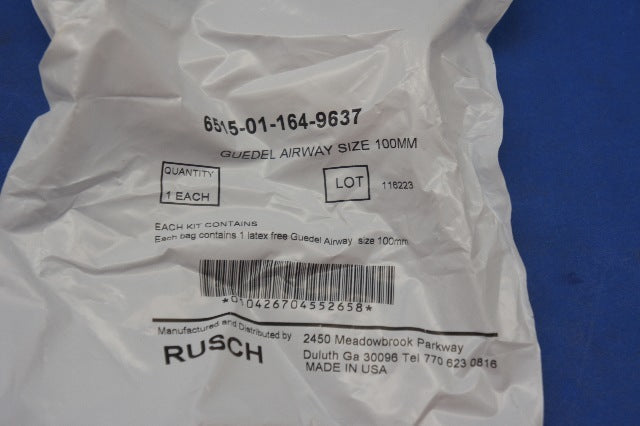 6515-01-164-9637
GUEDEL AIRWAY SIZE 100MM
QUANTITY
1 EACH
LOT 116223
EACH KIT CONTAINS
Each bag contains 1 latex free Guedel Airway size 100mm
*010426704552658*
Manufactured and Distributed by
RUSCH
2450 Meadowbrook Parkway
Duluth Ga 30096 Tel 770 623 0816
MADE IN USA